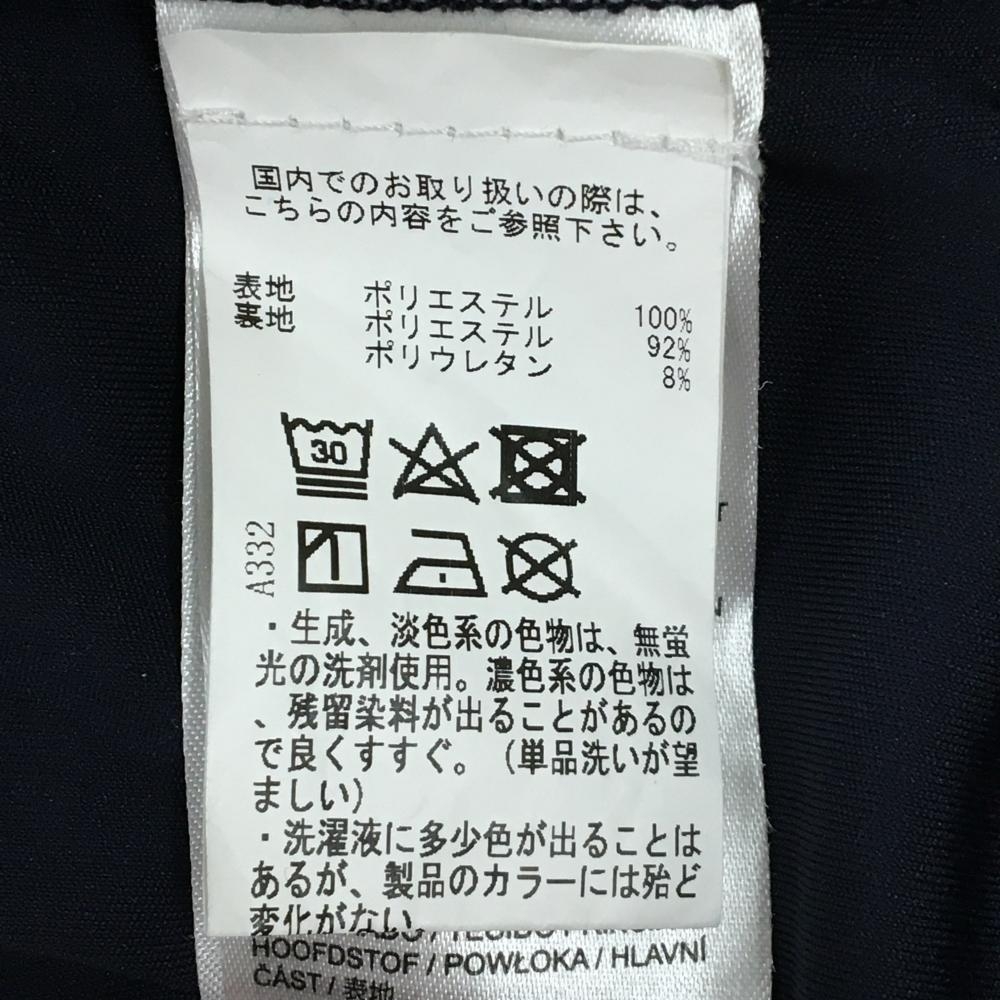 国内でのお取り扱いの際は、
こちらの内容をご参照下さい。
表地 ポリエステル 100%
裏地 ポリエステル 92%
ポリウレタン 8%
30
A332
・生成、淡色系の色物は、無蛍
光の洗剤使用。濃色系の色物は
、残留染料が出ることがあるの
で良くすすぐ。（単品洗いが望
ましい）
・洗濯液に多少色が出ることは
あるが、製品のカラーには殆ど
変化がない。
HOOFDSTOF / POWŁOKA / HLAVNÍ
ČÁST / 表地